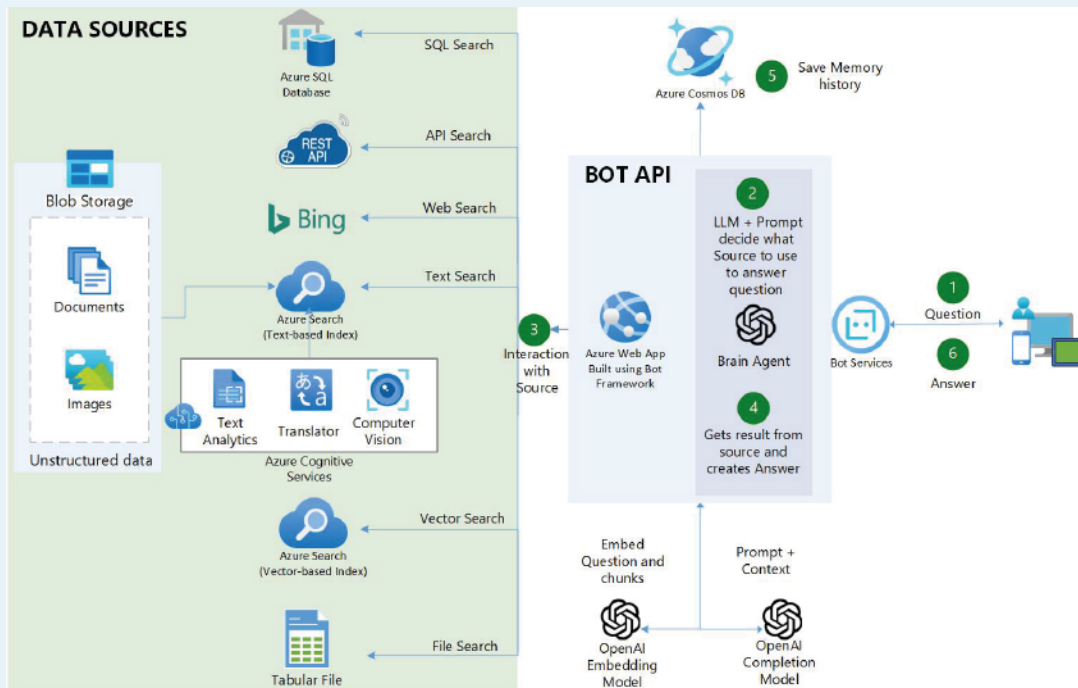 DATA SOURCES
Azure SQL
Database
SQL Search
REST
API
API Search
Bing
Web Search
Blob Storage
Documents
Images
Unstructured data
Text Search
Azure Search
(Text-based Index)
あ
a
Text
Analytics
Translator
Computer
Vision
Azure Cognitive
Services
Vector Search
Azure Search
(Vector-based Index)
File Search
Tabular File
3
Interaction
with
Source
Azure Cosmos DB
5
Save Memory
history
BOT API
Azure Web App
Built using Bot
Framework
2
LLM + Prompt
decide what
Source to use
to answer
question
Brain Agent
4
Gets result from
source and
creates Answer
Bot Services
1
Question
6
Answer
Embed
Question and
chunks
Prompt +
Context
OpenAI
Embedding
Model
OpenAI
Completion
Model